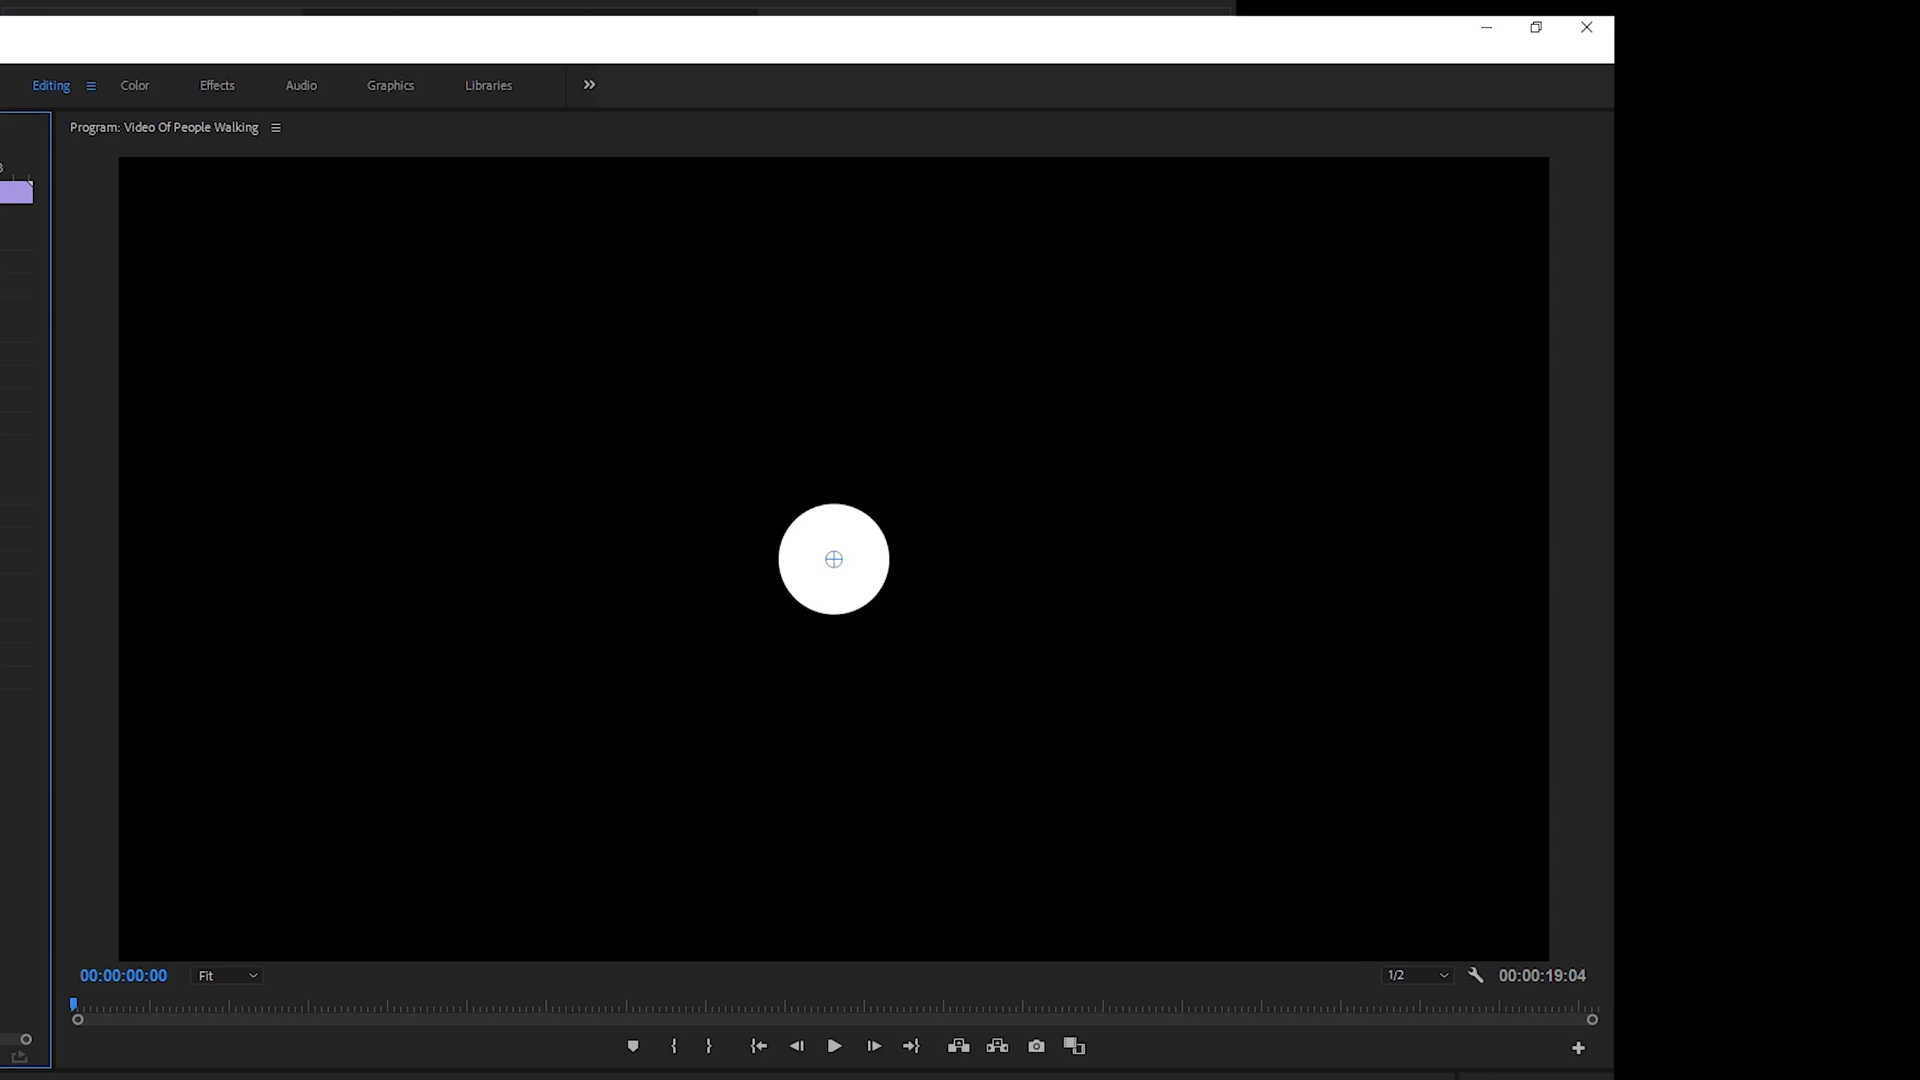 Editing Color Effects Audio Graphics Libraries
Program: Video Of People Walking
00:00:00:00 Fit 1/2 00:00:19:04